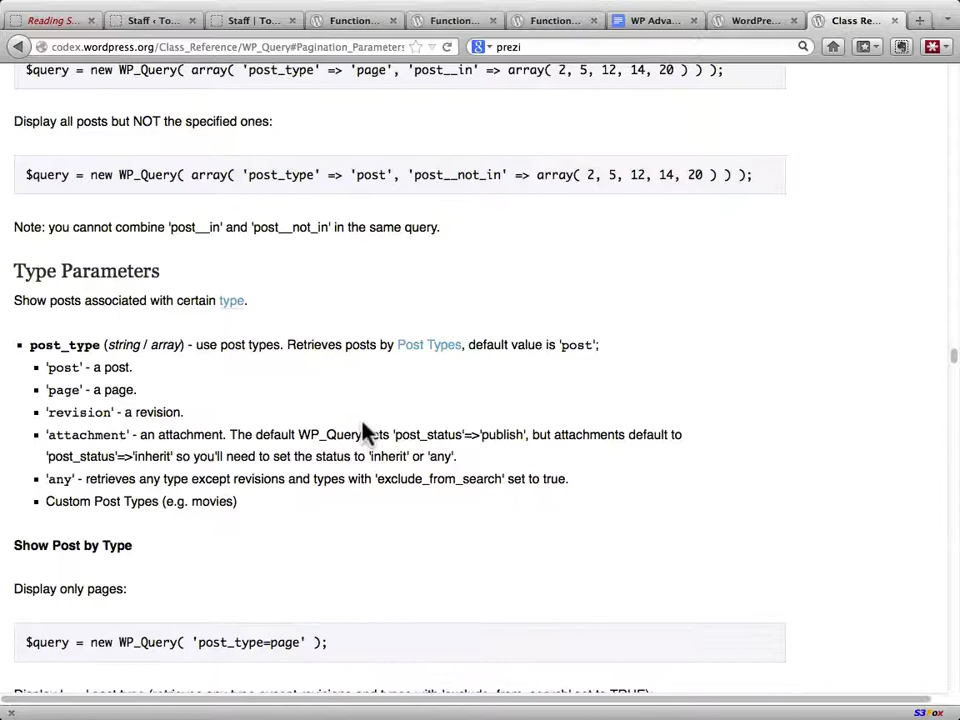 Reading S...
Staff ‹ To...
Staff | To...
Function...
Function...
Function...
WP Adva...
WordPre...
Class Re...
codex.wordpress.org/Class_Reference/WP_Query#Pagination_Parameters
prezi
$query = new WP_Query( array( 'post_type' => 'page', 'post__in' => array( 2, 5, 12, 14, 20 ) ) );
Display all posts but NOT the specified ones:
$query = new WP_Query( array( 'post_type' => 'post', 'post__not_in' => array( 2, 5, 12, 14, 20 ) ) );
Note: you cannot combine 'post__in' and 'post__not_in' in the same query.
Type Parameters
Show posts associated with certain type.
post_type (string / array) - use post types. Retrieves posts by Post Types, default value is 'post';
'post' - a post.
'page' - a page.
'revision' - a revision.
'attachment' - an attachment. The default WP_Query ts 'post_status'=>'publish', but attachments default to
'post_status'=>'inherit' so you'll need to set the status to 'inherit' or 'any'.
'any' - retrieves any type except revisions and types with 'exclude_from_search' set to true.
Custom Post Types (e.g. movies)
Show Post by Type
Display only pages:
$query = new WP_Query( 'post_type=page' );
S3Fox